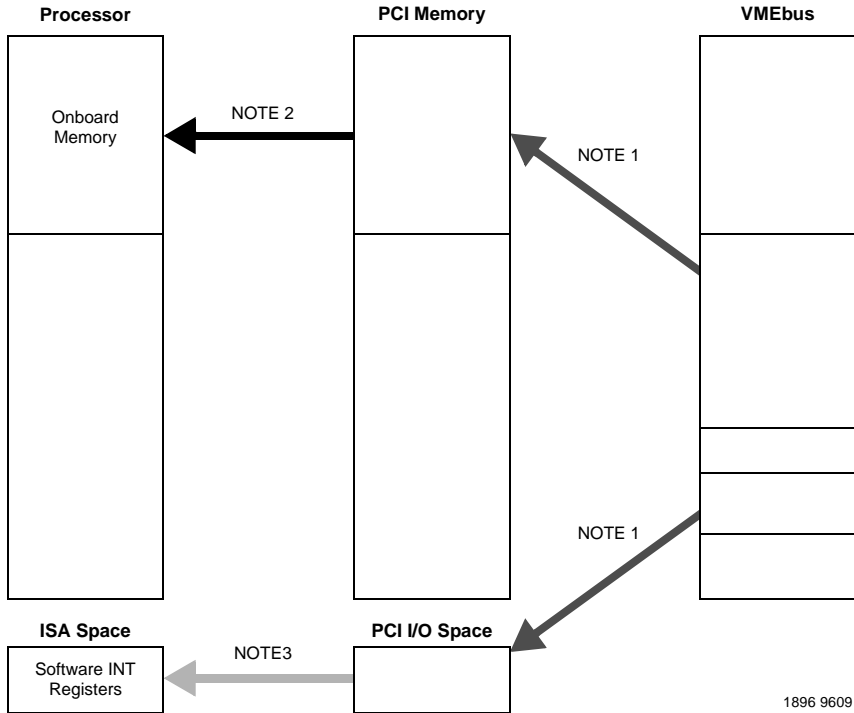 Processor
PCI Memory
VMEbus
Onboard
Memory
NOTE 2
NOTE 1
NOTE 1
ISA Space
PCI I/O Space
Software INT
Registers
NOTE3
1896 9609